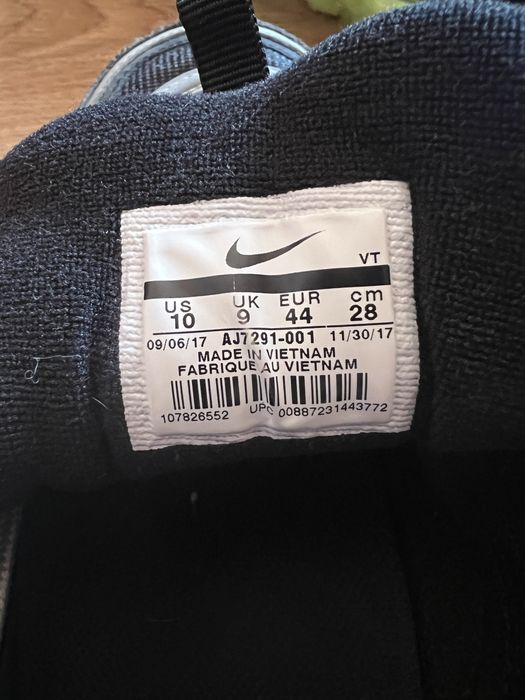 VT
US UK EUR cm
10 9 44 28
09/06/17 AJ7291-001 11/30/17
MADE IN VIETNAM
FABRIQUE AU VIETNAM
107826552 UPC 00887231443772